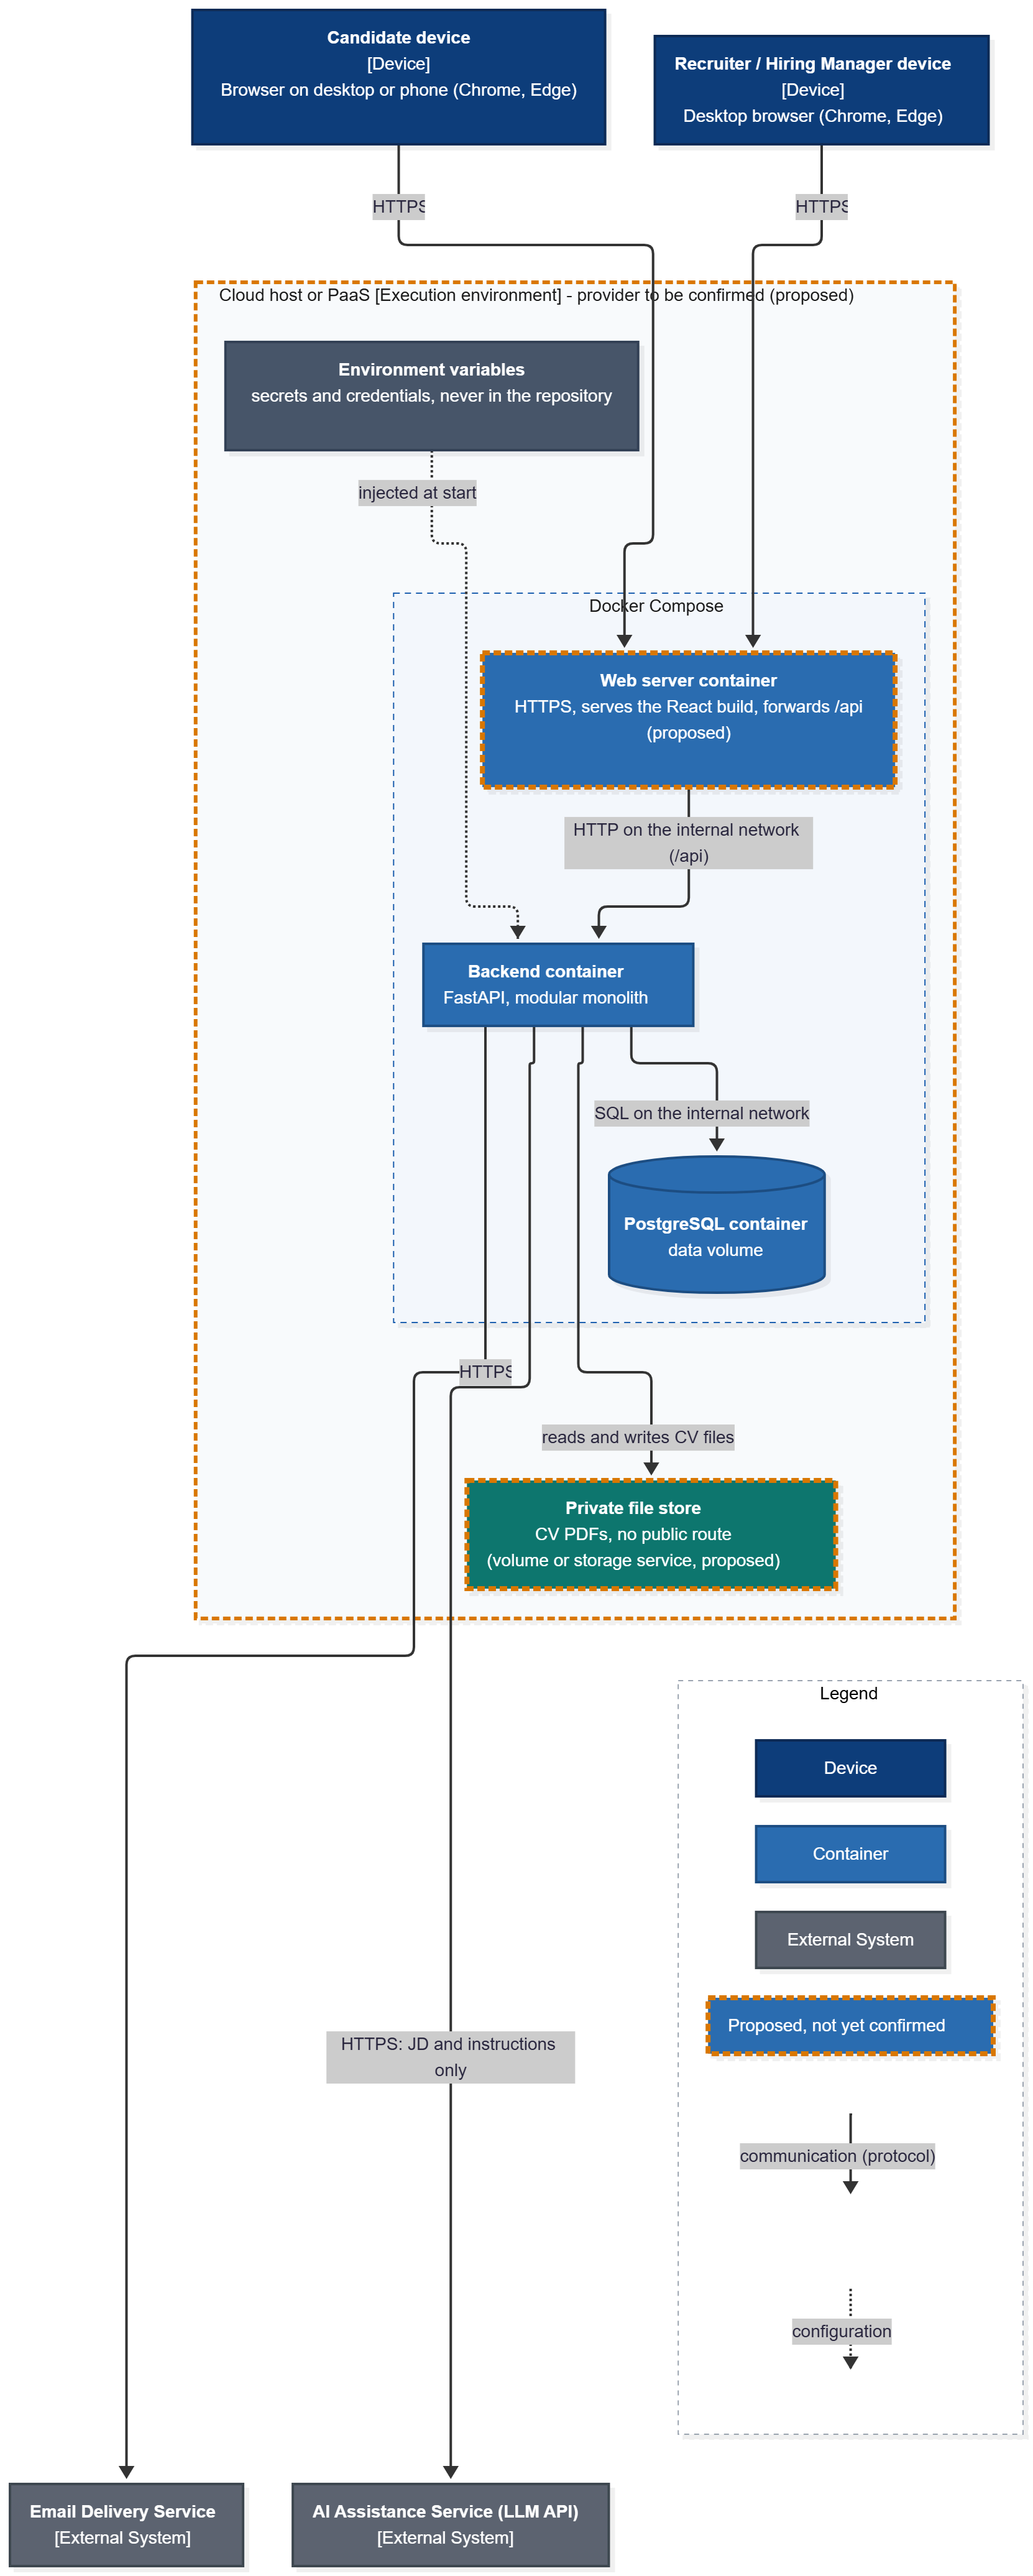 Candidate device
[Device]
Browser on desktop or phone (Chrome, Edge)
Recruiter / Hiring Manager device
[Device]
Desktop browser (Chrome, Edge)
HTTPS
HTTPS
Cloud host or PaaS [Execution environment] - provider to be confirmed (proposed)
Environment variables
secrets and credentials, never in the repository
injected at start
Docker Compose
Web server container
HTTPS, serves the React build, forwards /api
(proposed)
HTTP on the internal network
(/api)
Backend container
FastAPI, modular monolith
SQL on the internal network
PostgreSQL container
data volume
HTTPS
reads and writes CV files
Private file store
CV PDFs, no public route
(volume or storage service, proposed)
Legend
Device
Container
External System
Proposed, not yet confirmed
HTTPS: JD and instructions
only
communication (protocol)
configuration
Email Delivery Service
[External System]
AI Assistance Service (LLM API)
[External System]